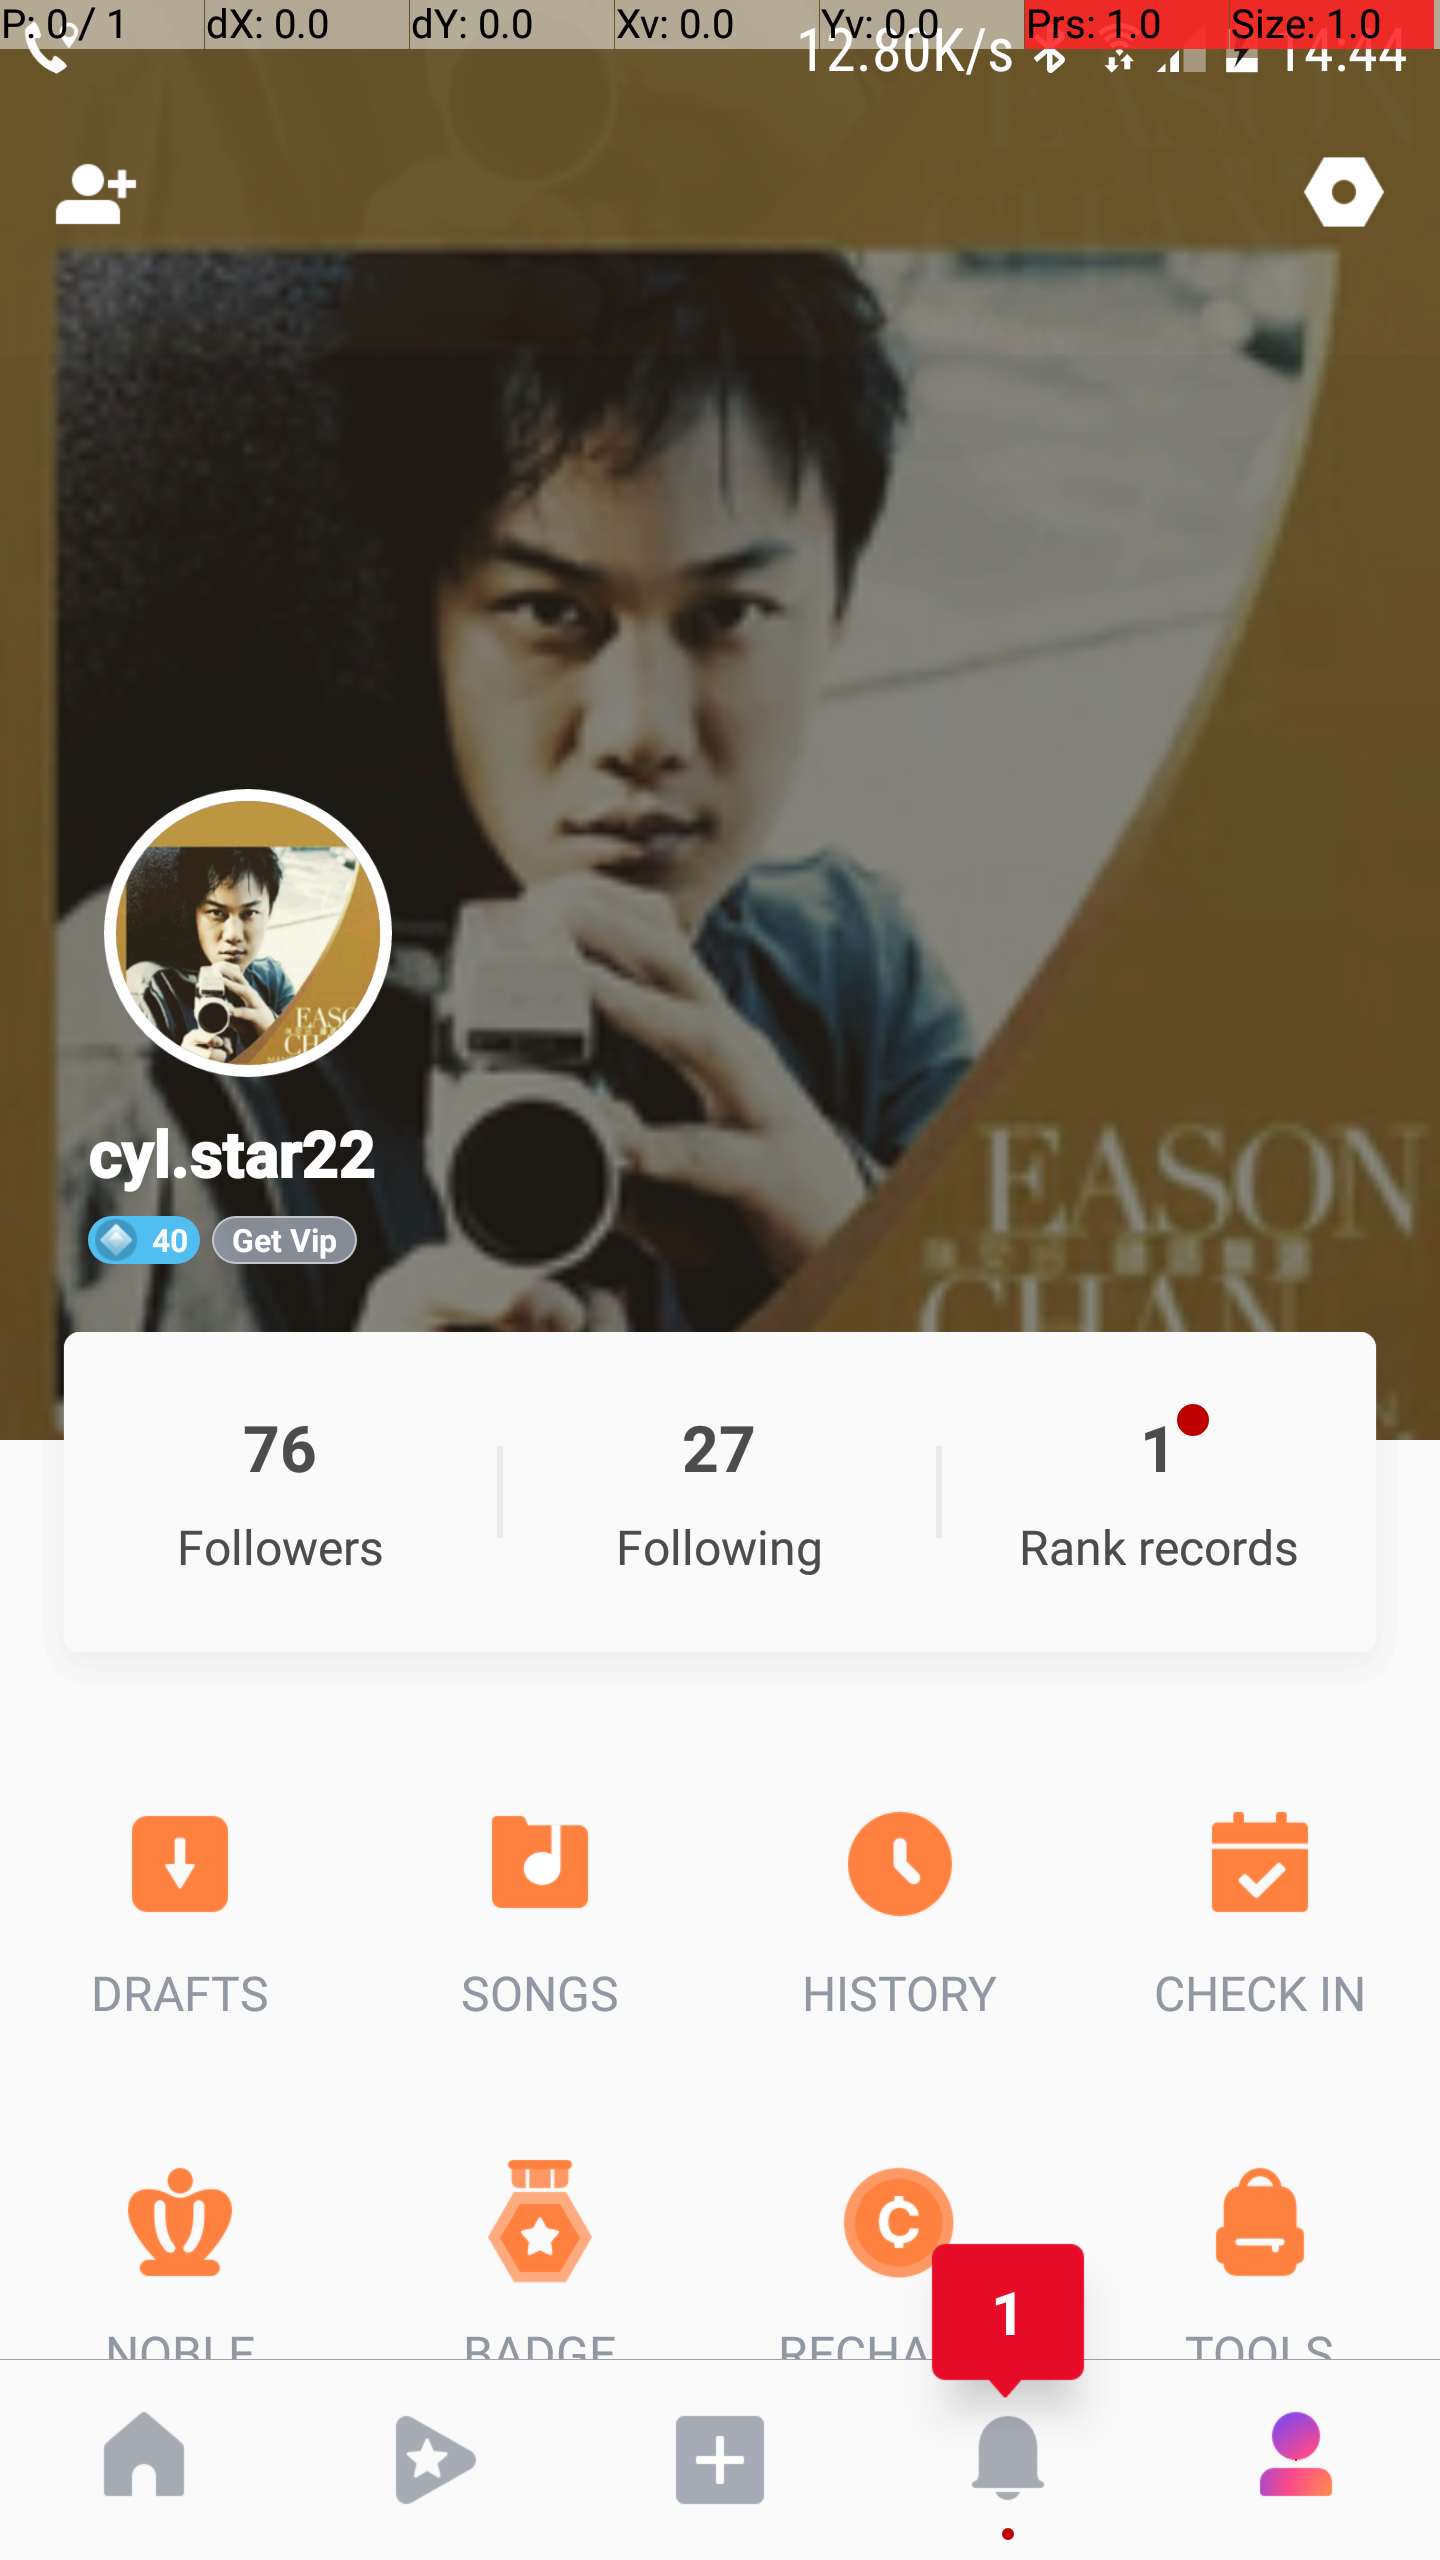 P: 0 / 1 dX: 0.0 dY: 0.0 Xv: 0.0 Yv: 0.0 Prs: 1.0 Size: 1.0
12.80K/s 14:44
EASON
CHAN
cyl.star22
40 Get Vip
76 27 1
Followers Following Rank records
DRAFTS SONGS HISTORY CHECK IN
NOBLE BADGE RECHA TOOLS
1